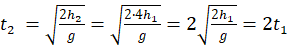 t₂ = √(2h₂/g) = √(2·4h₁/g) = 2√(2h₁/g) = 2t₁